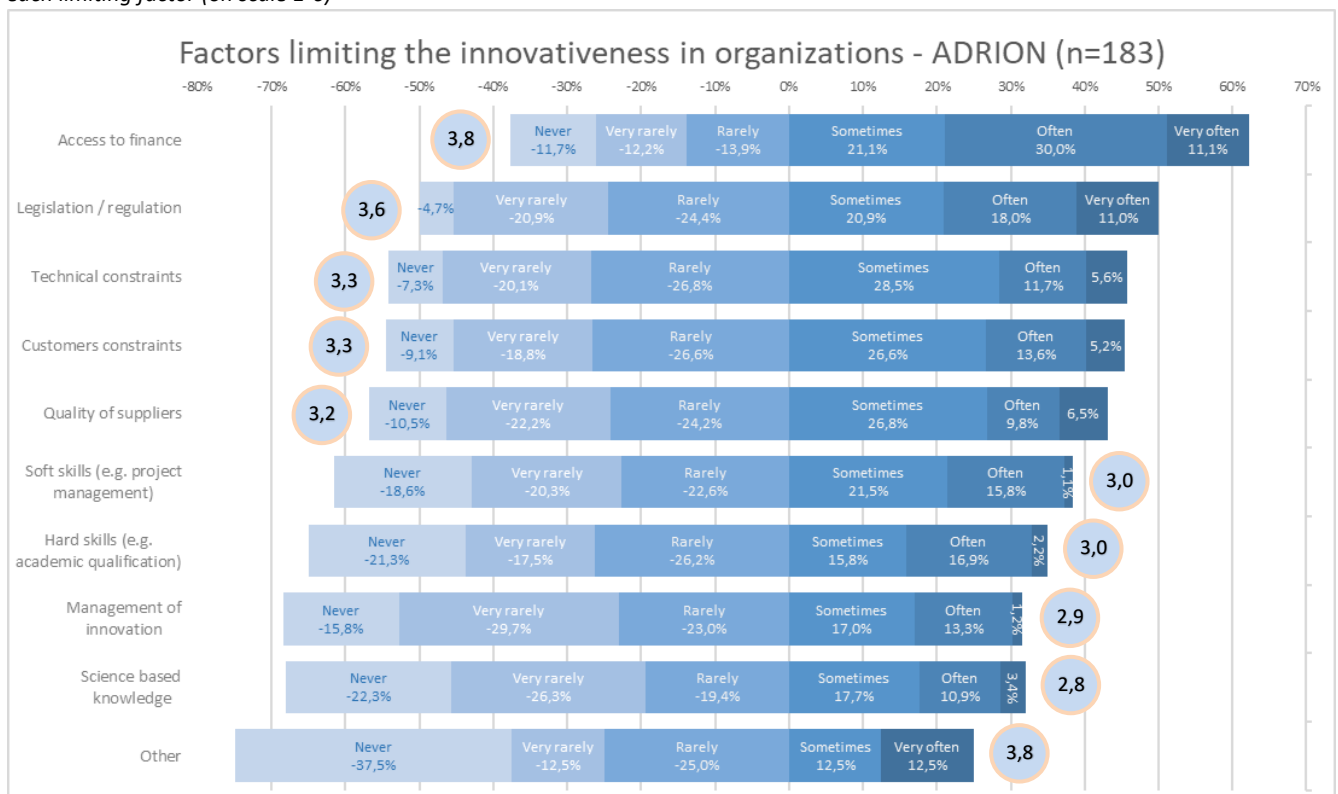 Factors limiting the innovativeness in organizations - ADRION (n=183)
-80% -70% -60% -50% -40% -30% -20% -10% 0% 10% 20% 30% 40% 50% 60% 70%
Access to finance
3,8
Never Very rarely Rarely Sometimes Often Very often
-11,7% -12,2% -13,9% 21,1% 30,0% 11,1%
Legislation / regulation
3,6
Very rarely Rarely Sometimes Often Very often
-4,7% -20,9% -24,4% 20,9% 18,0% 11,0%
Technical constraints
3,3
Never Very rarely Rarely Sometimes Often
-7,3% -20,1% -26,8% 28,5% 11,7% 5,6%
Customers constraints
3,3
Never Very rarely Rarely Sometimes Often
-9,1% -18,8% -26,6% 26,6% 13,6% 5,2%
Quality of suppliers
3,2
Never Very rarely Rarely Sometimes Often
-10,5% -22,2% -24,2% 26,8% 9,8% 6,5%
Soft skills (e.g. project
management)
Never Very rarely Rarely Sometimes Often
-18,6% -20,3% -22,6% 21,5% 15,8% 1,1%
3,0
Hard skills (e.g.
academic qualification)
Never Very rarely Rarely Sometimes Often
-21,3% -17,5% -26,2% 15,8% 16,9% 2,2%
3,0
Management of
innovation
Never Very rarely Rarely Sometimes Often
-15,8% -29,7% -23,0% 17,0% 13,3% 1,2%
2,9
Science based
knowledge
Never Very rarely Rarely Sometimes Often
-22,3% -26,3% -19,4% 17,7% 10,9% 3,4%
2,8
Other
Never Very rarely Rarely Sometimes Very often
-37,5% -12,5% -25,0% 12,5% 12,5%
3,8